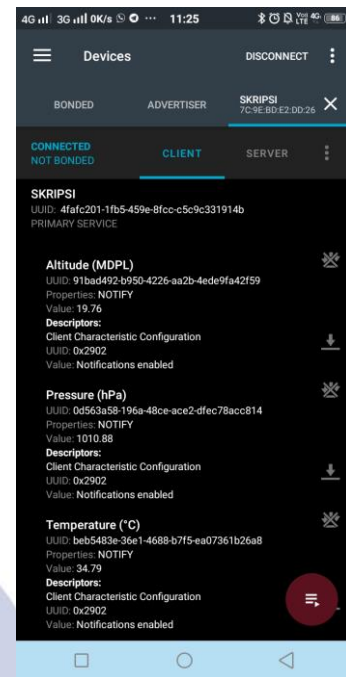 4G 3G 0K/s ... 11:25 VoLTE 4G 86
Devices DISCONNECT
BONDED ADVERTISER SKRIPSI
7C:9E:BD:E2:DD:26
CONNECTED
NOT BONDED CLIENT SERVER
SKRIPSI
UUID: 4fafc201-1fb5-459e-8fcc-c5c9c331914b
PRIMARY SERVICE
Altitude (MDPL)
UUID: 91bad492-b950-4226-aa2b-4ede9fa42f59
Properties: NOTIFY
Value: 19.76
Descriptors:
Client Characteristic Configuration
UUID: 0x2902
Value: Notifications enabled
Pressure (hPa)
UUID: 0d563a58-196a-48ce-ace2-dfec78acc814
Properties: NOTIFY
Value: 1010.88
Descriptors:
Client Characteristic Configuration
UUID: 0x2902
Value: Notifications enabled
Temperature (°C)
UUID: beb5483e-36e1-4688-b7f5-ea07361b26a8
Properties: NOTIFY
Value: 34.79
Descriptors:
Client Characteristic Configuration
UUID: 0x2902
Value: Notifications enabled